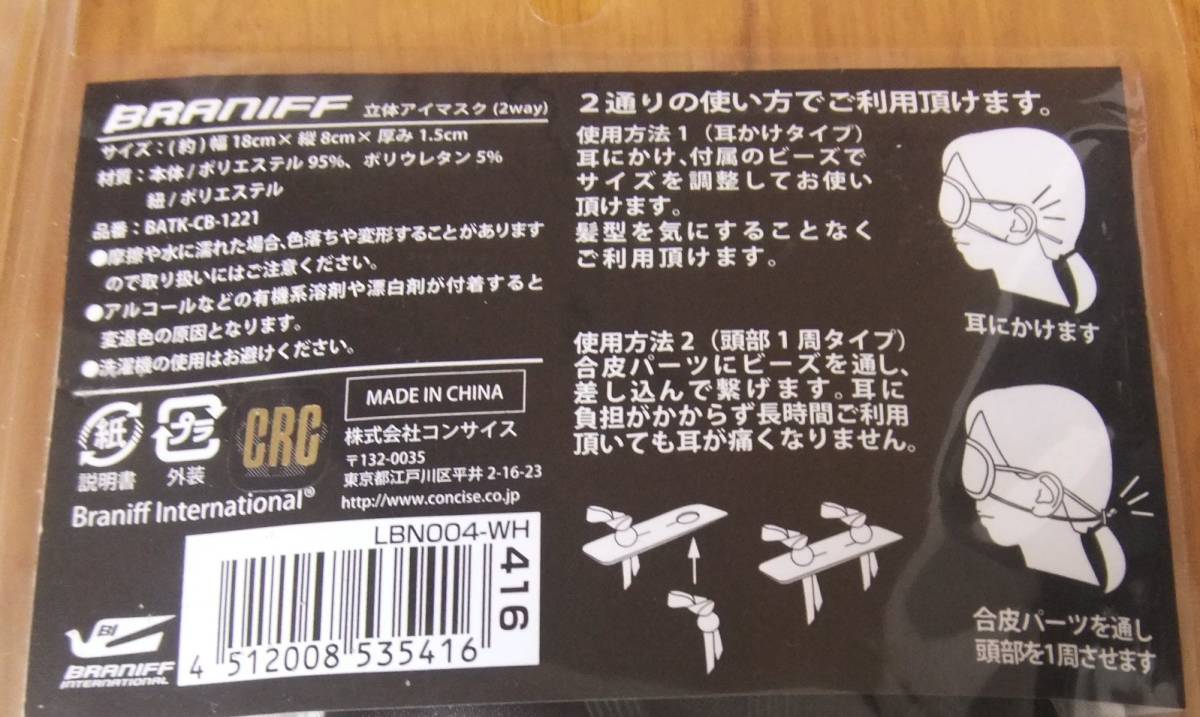 BRANIFF 立体アイマスク(2way)
サイズ：(約)幅18cm×縦8cm×厚み1.5cm
材質：本体/ポリエステル95%、ポリウレタン5%
紐/ポリエステル
品番：BATK-CB-1221
●摩擦や水に濡れた場合、色落ちや変形することがあります
ので取り扱いにはご注意ください。
●アルコールなどの有機系溶剤や漂白剤が付着すると
変退色の原因となります。
●洗濯機の使用はお避けください。
紙
説明書
プラ
外装
CRC
MADE IN CHINA
株式会社コンサイス
〒132-0035
東京都江戸川区平井2-16-23
http://www.concise.co.jp
Braniff International®
LBN004-WH
416
4 512008 535416
BI
BRANIFF
INTERNATIONAL
2通りの使い方でご利用頂けます。
使用方法1（耳かけタイプ）
耳にかけ、付属のビーズで
サイズを調整してお使い
頂けます。
髪型を気にすることなく
ご利用頂けます。
耳にかけます
使用方法2（頭部1周タイプ）
合皮パーツにビーズを通し、
差し込んで繋げます。耳に
負担がかからず長時間ご利用
頂いても耳が痛くなりません。
合皮パーツを通し
頭部を1周させます